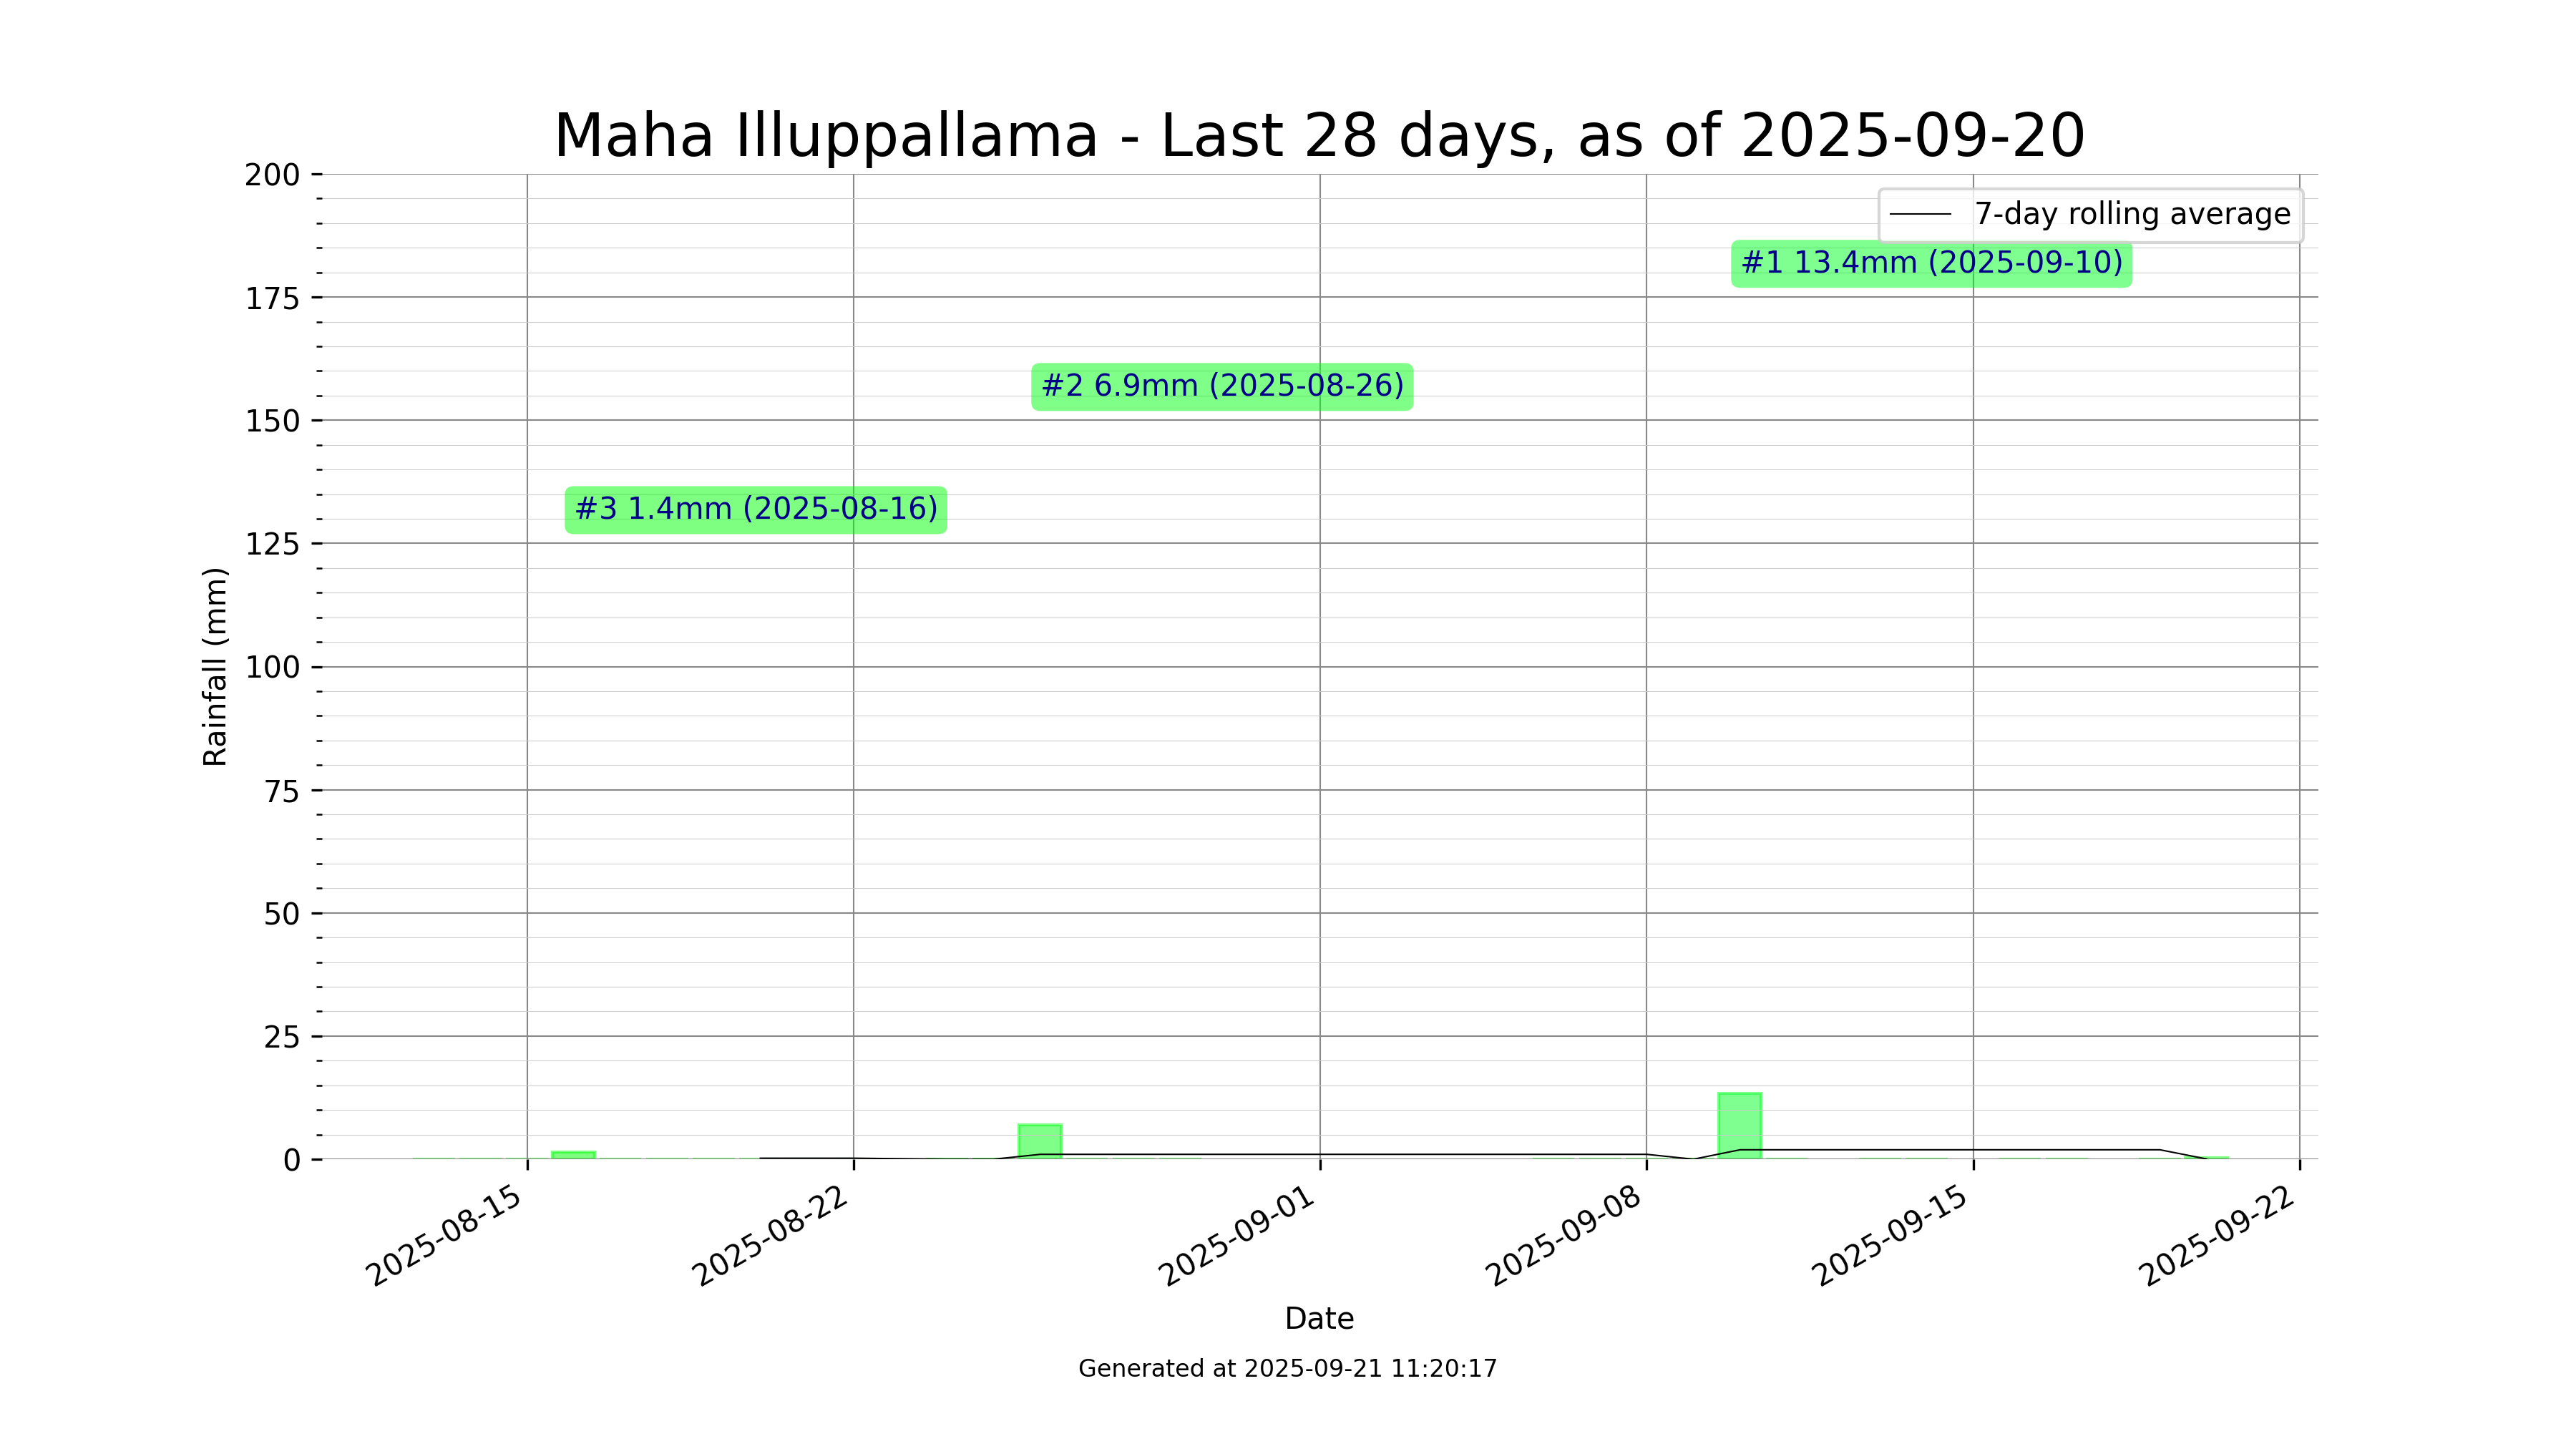 Maha Illuppallama - Last 28 days, as of 2025-09-20
200
175
150
125
100
75
50
25
0
Rainfall (mm)
7-day rolling average
#1 13.4mm (2025-09-10)
#2 6.9mm (2025-08-26)
#3 1.4mm (2025-08-16)
2025-08-15
2025-08-22
2025-09-01
2025-09-08
2025-09-15
2025-09-22
Date
Generated at 2025-09-21 11:20:17